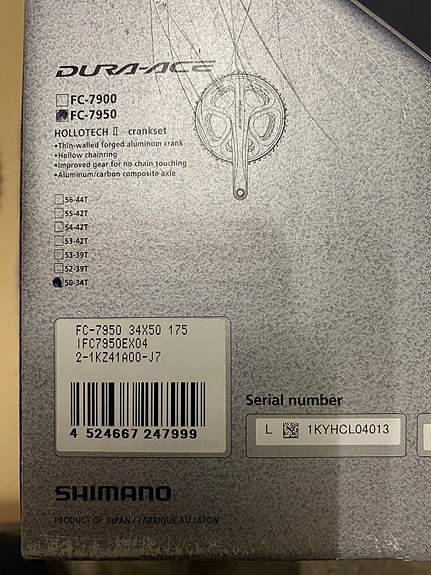 DURA-ACE
FC-7900
FC-7950
HOLLOTECH II crankset
•Thin-walled forged aluminum crank
•Hollow chainring
•Improved gear for no chain touching
•Aluminum/carbon composite axle
56-44T
55-42T
54-42T
53-42T
53-39T
52-39T
50-34T
FC-7950 34X50 175
IFC7950EX04
2-1KZ41A00-J7
4 524667 247999
Serial number
L 1KYHCL04013
SHIMANO
PRODUCT OF JAPAN / FABRIQUE AU JAPON